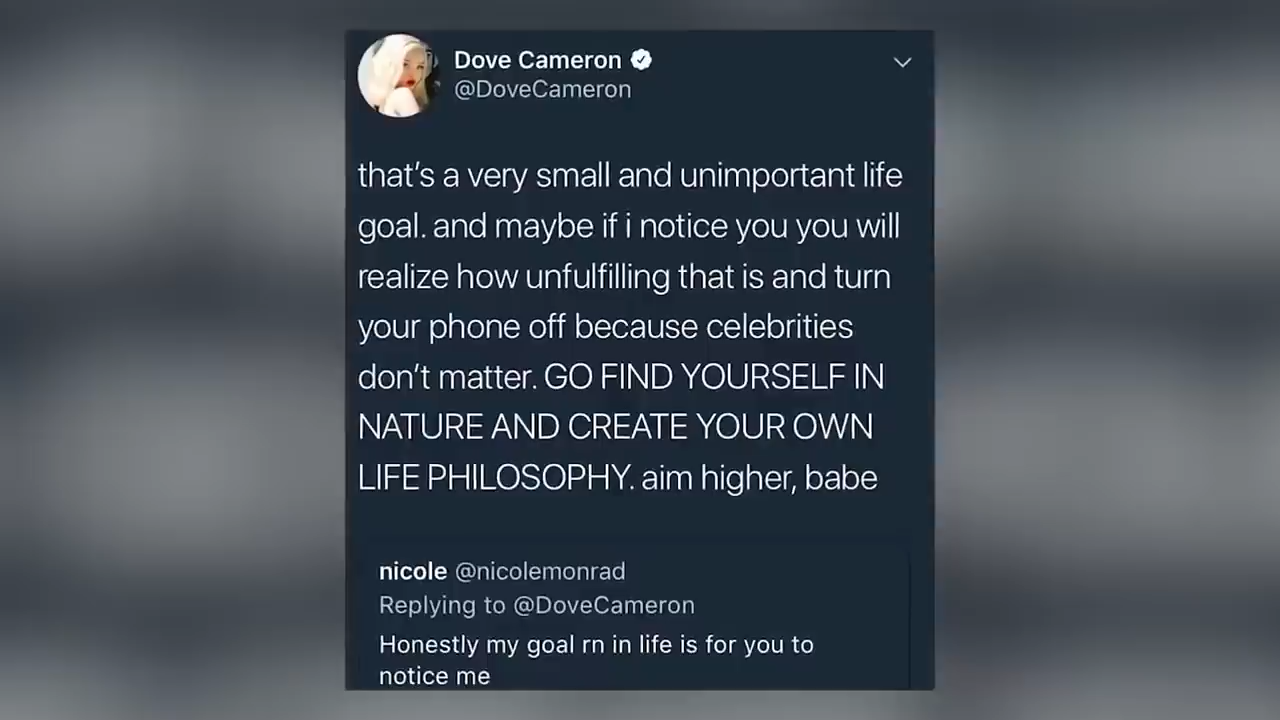 Dove Cameron
@DoveCameron
that's a very small and unimportant life
goal. and maybe if i notice you you will
realize how unfulfilling that is and turn
your phone off because celebrities
don't matter. GO FIND YOURSELF IN
NATURE AND CREATE YOUR OWN
LIFE PHILOSOPHY. aim higher, babe
nicole @nicolemonrad
Replying to @DoveCameron
Honestly my goal rn in life is for you to
notice me